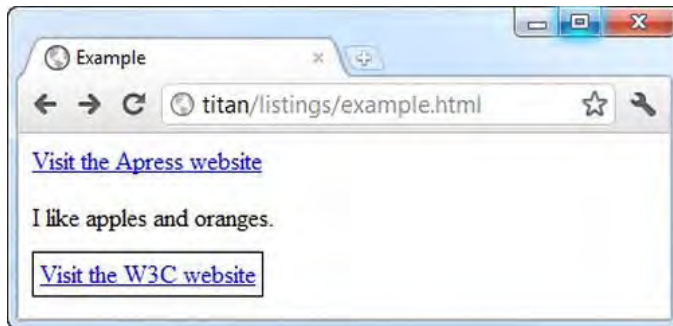 Example
titan/listings/example.html
Visit the Apress website
I like apples and oranges.
Visit the W3C website